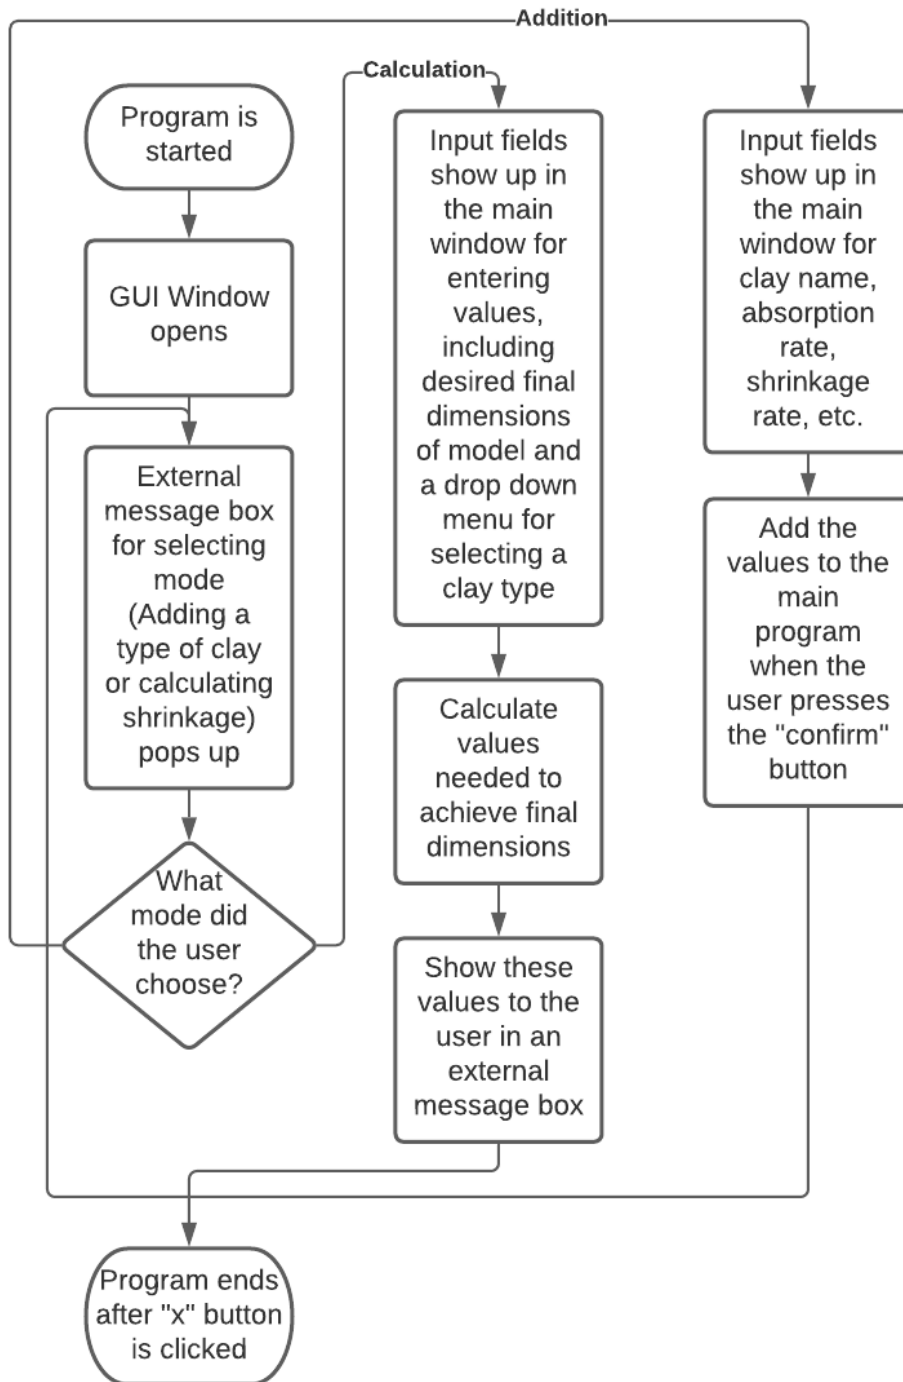 Addition
Calculation
Program is
started
GUI Window
opens
External
message box
for selecting
mode
(Adding a
type of clay
or calculating
shrinkage)
pops up
What
mode did
the user
choose?
Input fields
show up in
the main
window for
entering
values,
including
desired final
dimensions
of model and
a drop down
menu for
selecting a
clay type
Calculate
values
needed to
achieve final
dimensions
Show these
values to the
user in an
external
message box
Input fields
show up in
the main
window for
clay name,
absorption
rate,
shrinkage
rate, etc.
Add the
values to the
main
program
when the
user presses
the "confirm"
button
Program ends
after "x" button
is clicked